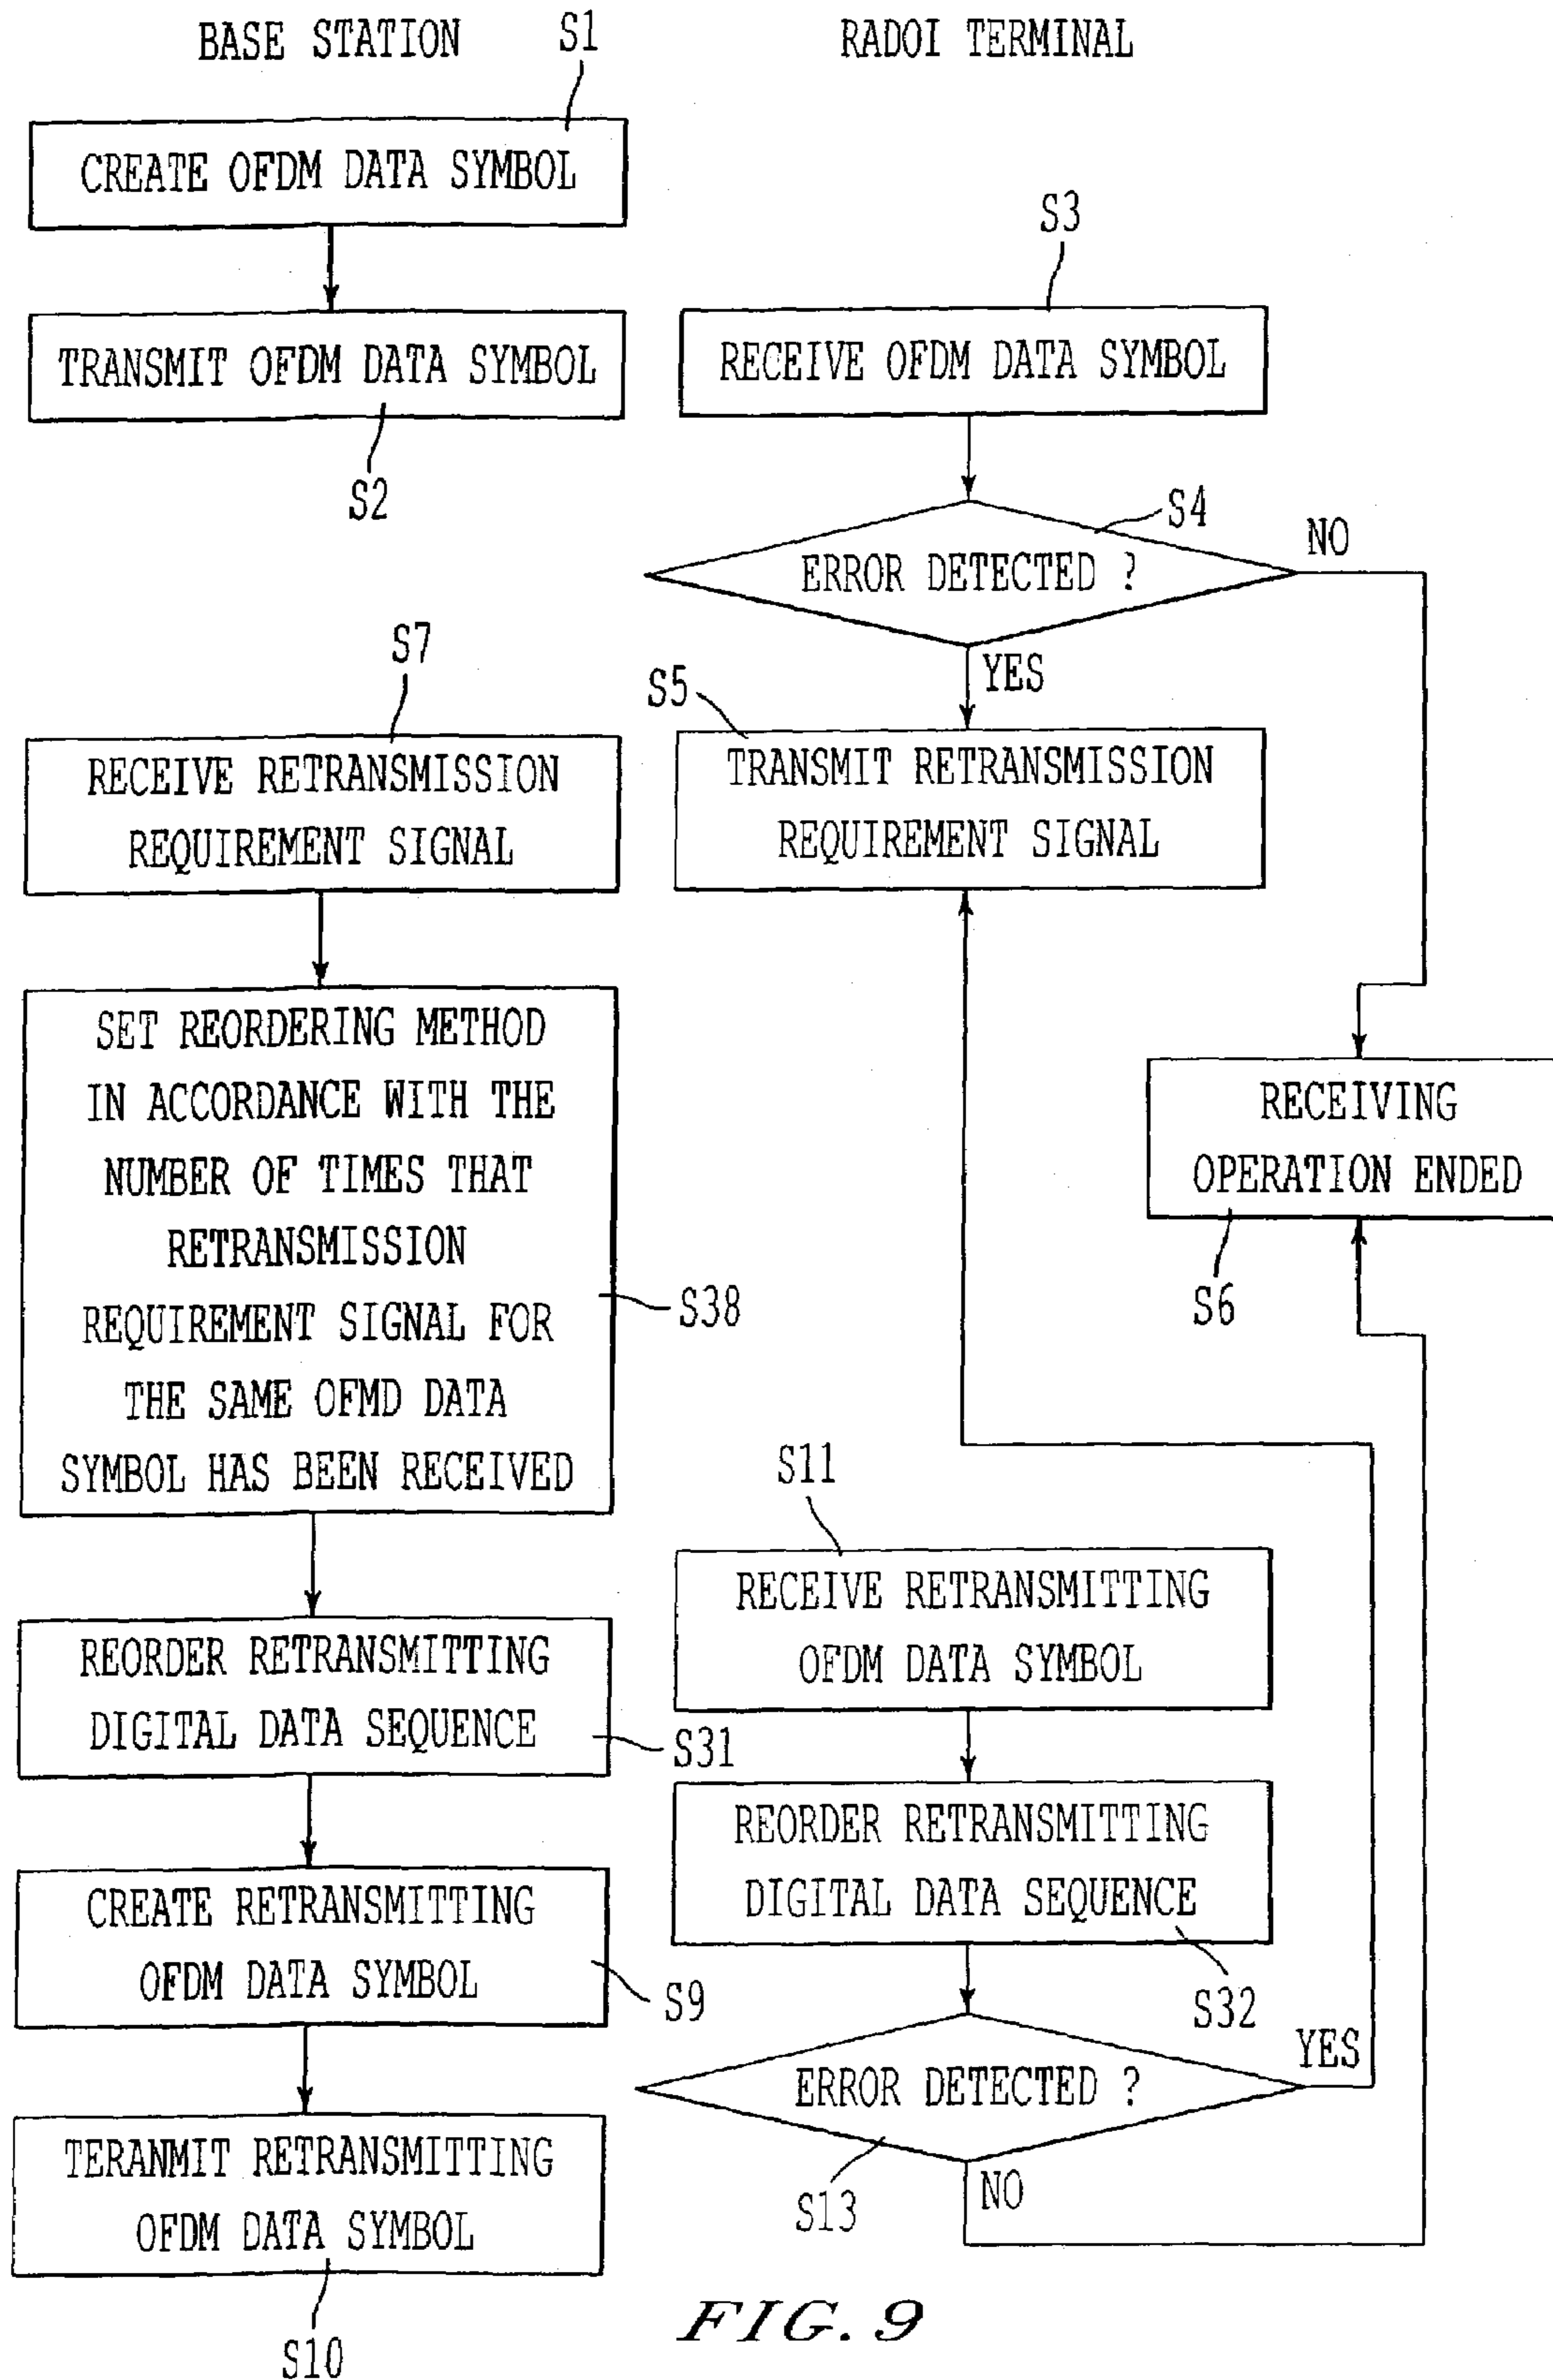 BASE STATION
S1
RADOI TERMINAL
CREATE OFDM DATA SYMBOL
S3
TRANSMIT OFDM DATA SYMBOL
S2
RECEIVE OFDM DATA SYMBOL
S4
ERROR DETECTED ?
NO
YES
S7
S5
RECEIVE RETRANSMISSION
REQUIREMENT SIGNAL
TRANSMIT RETRANSMISSION
REQUIREMENT SIGNAL
SET REORDERING METHOD
IN ACCORDANCE WITH THE
NUMBER OF TIMES THAT
RETRANSMISSION
REQUIREMENT SIGNAL FOR
THE SAME OFMD DATA
SYMBOL HAS BEEN RECEIVED
S38
RECEIVING
OPERATION ENDED
S6
S11
RECEIVE RETRANSMITTING
OFDM DATA SYMBOL
REORDER RETRANSMITTING
DIGITAL DATA SEQUENCE
S31
REORDER RETRANSMITTING
DIGITAL DATA SEQUENCE
S32
CREATE RETRANSMITTING
OFDM DATA SYMBOL
S9
ERROR DETECTED ?
YES
S13
NO
TERANMIT RETRANSMITTING
OFDM DATA SYMBOL
S10
FIG. 9